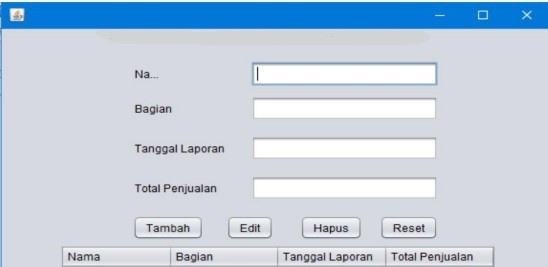 Na...
Bagian
Tanggal Laporan
Total Penjualan
Tambah Edit Hapus Reset
Nama Bagian Tanggal Laporan Total Penjualan